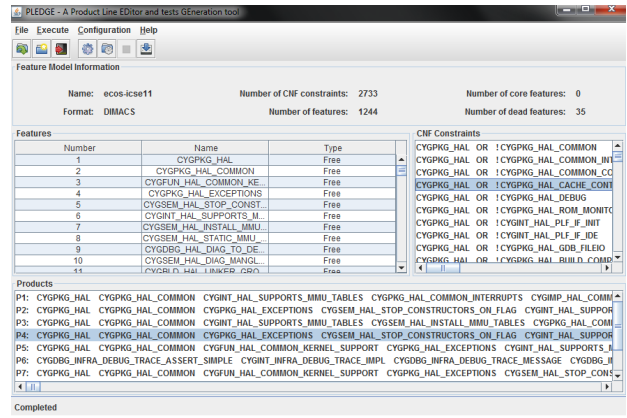 PLEDGE - A Product Line EDitor and tests GEneration tool
File Execute Configuration Help
Feature Model Information
Name: ecos-icse11 Number of CNF constraints: 2733 Number of core features: 0
Format: DIMACS Number of features: 1244 Number of dead features: 35
Features
Number Name Type
1 CYGPKG_HAL Free
2 CYGPKG_HAL_COMMON Free
3 CYGFUN_HAL_COMMON_KE... Free
4 CYGPKG_HAL_EXCEPTIONS Free
5 CYGSEM_HAL_STOP_CONST... Free
6 CYGINT_HAL_SUPPORTS_M... Free
7 CYGSEM_HAL_INSTALL_MMU... Free
8 CYGSEM_HAL_STATIC_MMU_... Free
9 CYGDBG_HAL_DIAG_TO_DE... Free
10 CYGSEM_HAL_DIAG_MANGL... Free
11 CYGBLD_HAL_LINKER_GRO... Free
CNF Constraints
CYGPKG_HAL OR !CYGPKG_HAL_COMMON
CYGPKG_HAL OR !CYGPKG_HAL_COMMON_INT
CYGPKG_HAL OR !CYGPKG_HAL_COMMON_CO
CYGPKG_HAL OR !CYGPKG_HAL_CACHE_CONT
CYGPKG_HAL OR !CYGPKG_HAL_DEBUG
CYGPKG_HAL OR !CYGPKG_HAL_ROM_MONITO
CYGPKG_HAL OR !CYGINT_HAL_PLF_IF_INIT
CYGPKG_HAL OR !CYGINT_HAL_PLF_IF_IDE
CYGPKG_HAL OR !CYGPKG_HAL_GDB_FILEIO
CYGPKG_HAL OR !CYGPKG_HAL_BUILD_COMP
Products
P1: CYGPKG_HAL CYGPKG_HAL_COMMON CYGINT_HAL_SUPPORTS_MMU_TABLES CYGPKG_HAL_COMMON_INTERRUPTS CYGIMP_HAL_COMM
P2: CYGPKG_HAL CYGPKG_HAL_COMMON CYGPKG_HAL_EXCEPTIONS CYGSEM_HAL_STOP_CONSTRUCTORS_ON_FLAG CYGINT_HAL_SUPPOR
P3: CYGPKG_HAL CYGPKG_HAL_COMMON CYGINT_HAL_SUPPORTS_MMU_TABLES CYGSEM_HAL_INSTALL_MMU_TABLES CYGPKG_HAL_COM
P4: CYGPKG_HAL CYGPKG_HAL_COMMON CYGPKG_HAL_EXCEPTIONS CYGSEM_HAL_STOP_CONSTRUCTORS_ON_FLAG CYGINT_HAL_SUPPOR
P5: CYGPKG_HAL CYGPKG_HAL_COMMON CYGFUN_HAL_COMMON_KERNEL_SUPPORT CYGPKG_HAL_EXCEPTIONS CYGINT_HAL_SUPPORTS_M
P6: CYGDBG_INFRA_DEBUG_TRACE_ASSERT_SIMPLE CYGINT_INFRA_DEBUG_TRACE_IMPL CYGDBG_INFRA_DEBUG_TRACE_MESSAGE CYGDBG_I
P7: CYGPKG_HAL CYGPKG_HAL_COMMON CYGFUN_HAL_COMMON_KERNEL_SUPPORT CYGPKG_HAL_EXCEPTIONS CYGSEM_HAL_STOP_CONS
Completed